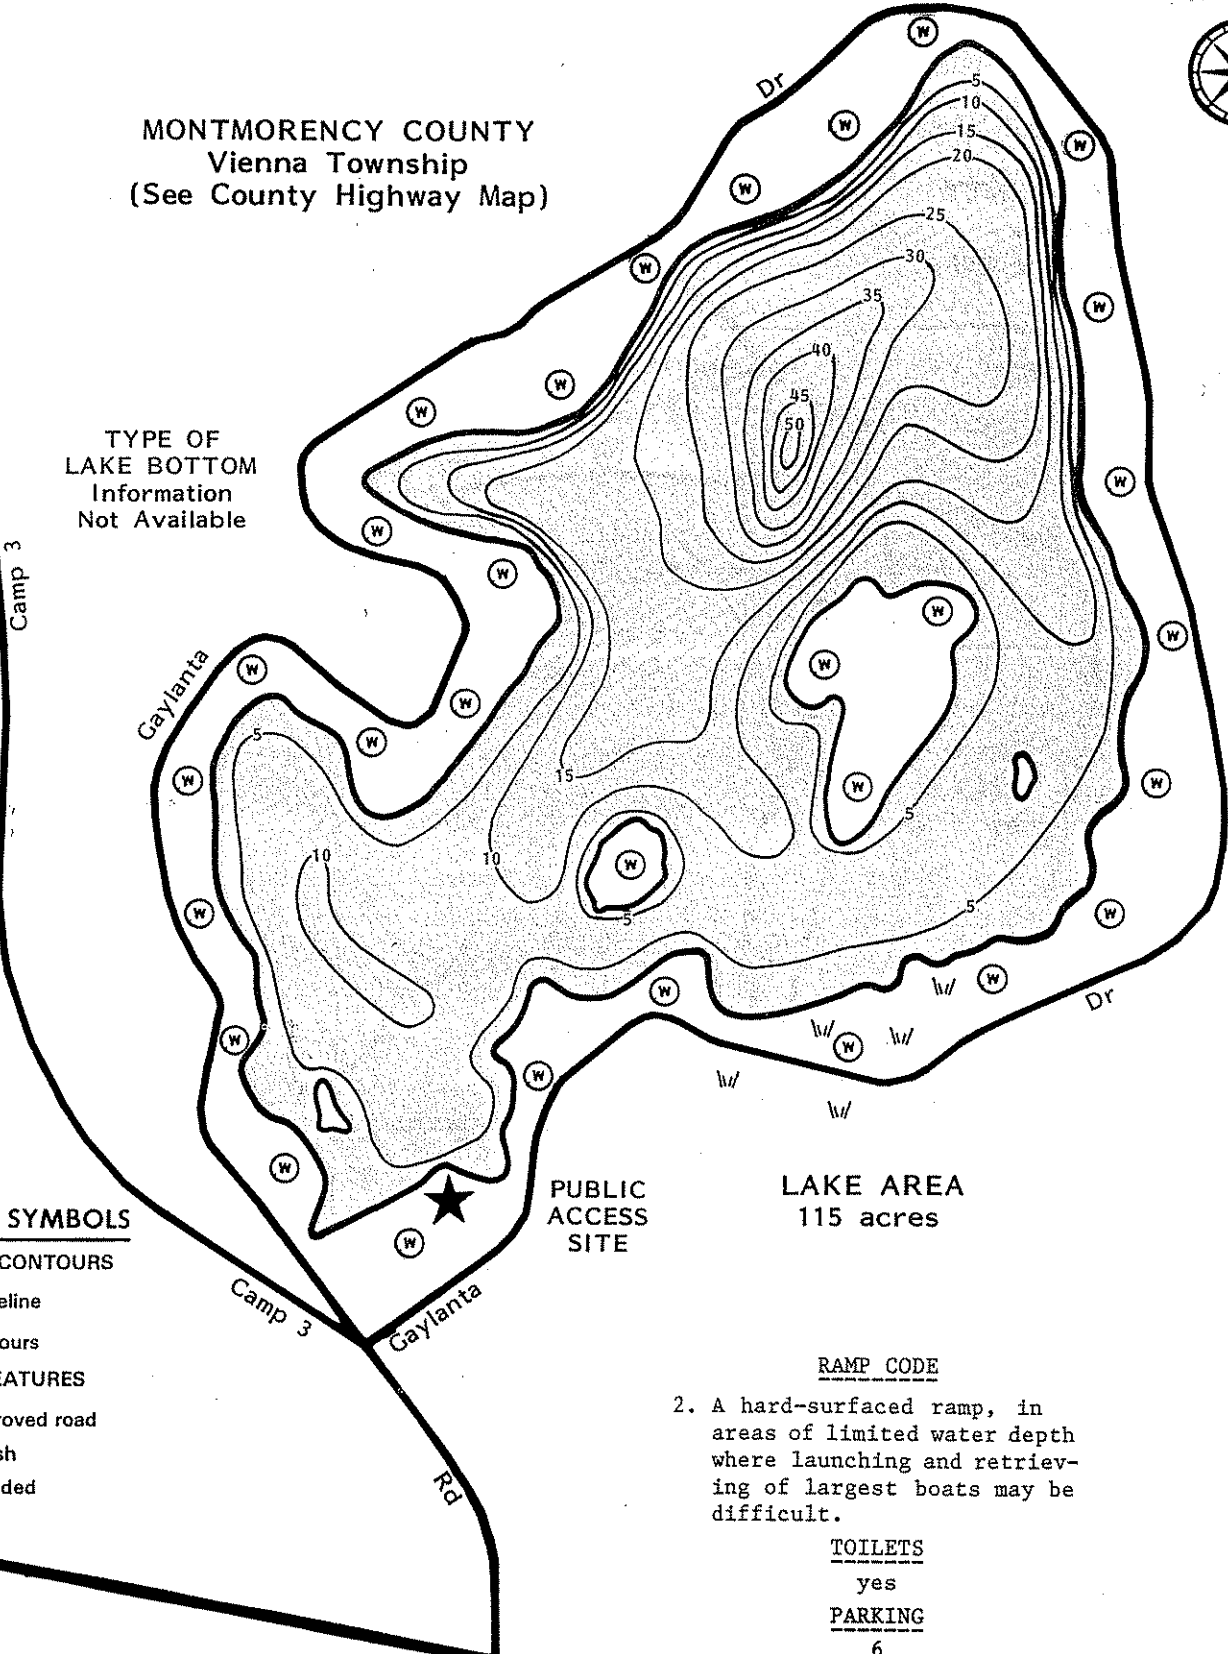 Dr
MONTMORENCY COUNTY
Vienna Township
(See County Highway Map)
W
W
W
W
W
W
W
5
10
15
20
25
30
35
40
45
50
TYPE OF
LAKE BOTTOM
Information
Not Available
W
W
W
W
Camp 3
W
W
W
Gaylanta
W
W
W
W
W
W
W
5
15
10
10
W
5
5
5
W
W
W
W
W
W
W
W
Dr
W
W
PUBLIC
ACCESS
SITE
LAKE AREA
115 acres
SYMBOLS
CONTOURS
eline
ours
EATURES
roved road
sh
ded
Camp 3
Gaylanta
Rd
RAMP CODE
2. A hard-surfaced ramp, in
areas of limited water depth
where launching and retriev-
ing of largest boats may be
difficult.
TOILETS
yes
PARKING
6